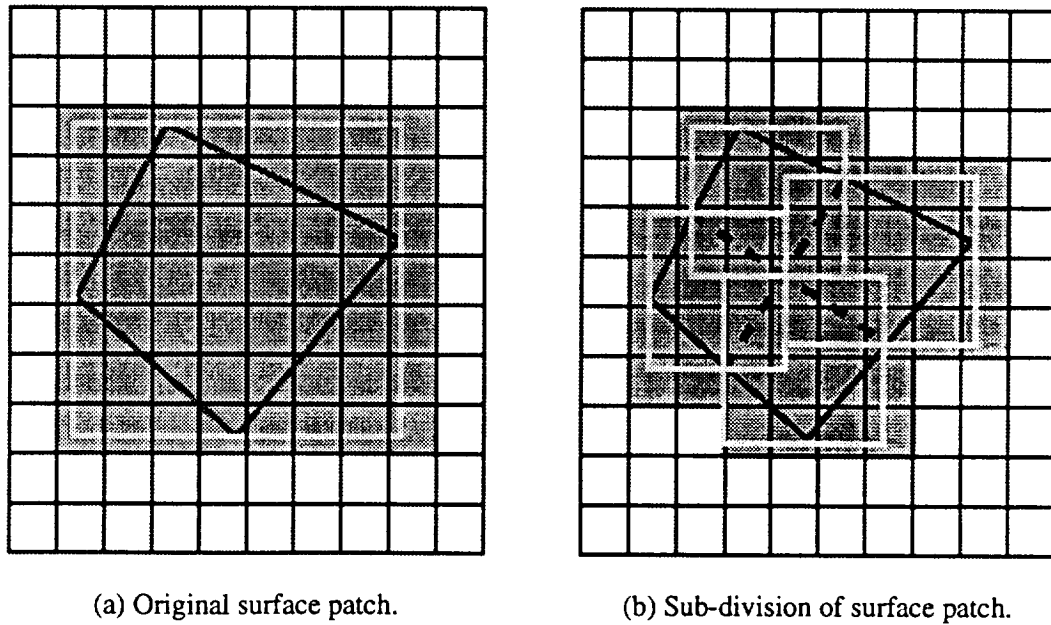 (a) Original surface patch.
(b) Sub-division of surface patch.